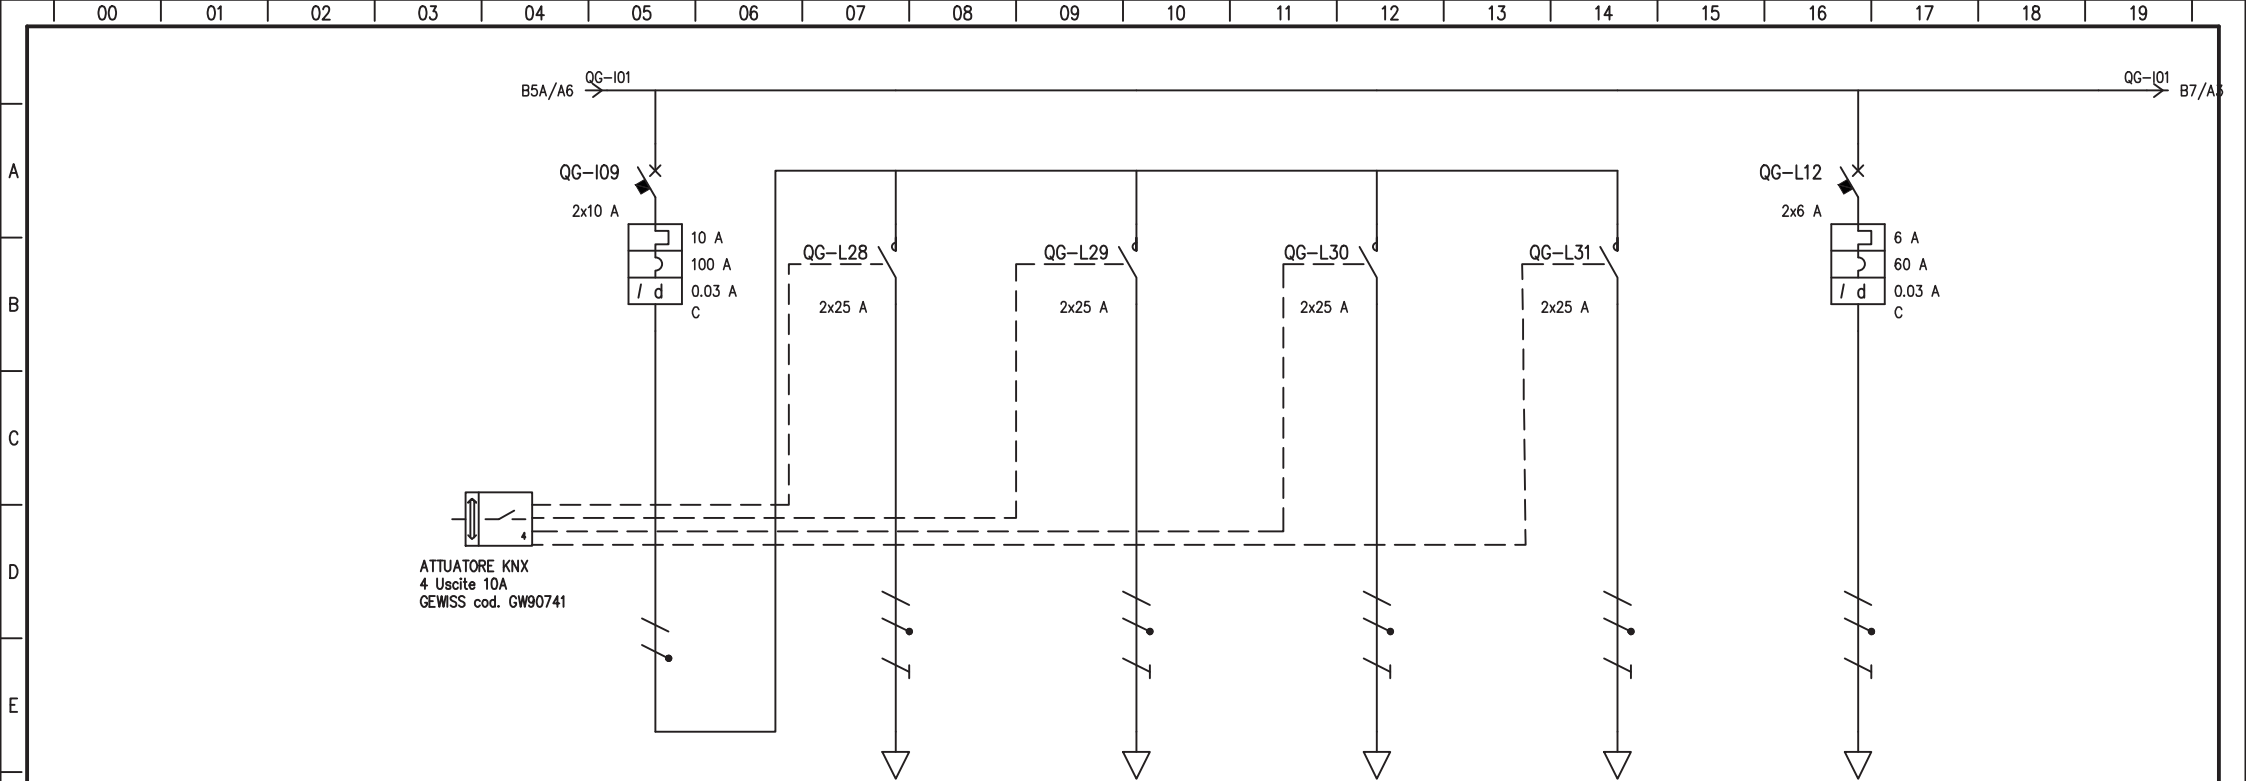 00 01 02 03 04 05 06 07 08 09 10 11 12 13 14 15 16 17 18 19
QG-I01 QG-I01
B5A/A6 B7/A3
A
QG-I09 QG-L12
2x10 A 2x6 A
10 A 6 A
QG-L28 QG-L29 QG-L30 QG-L31
100 A 60 A
I d 0.03 A I d 0.03 A
B 2x25 A 2x25 A 2x25 A 2x25 A
C C
C
4
ATTUATORE KNX
D
4 Uscite 10A
GEWISS cod. GW90741
E